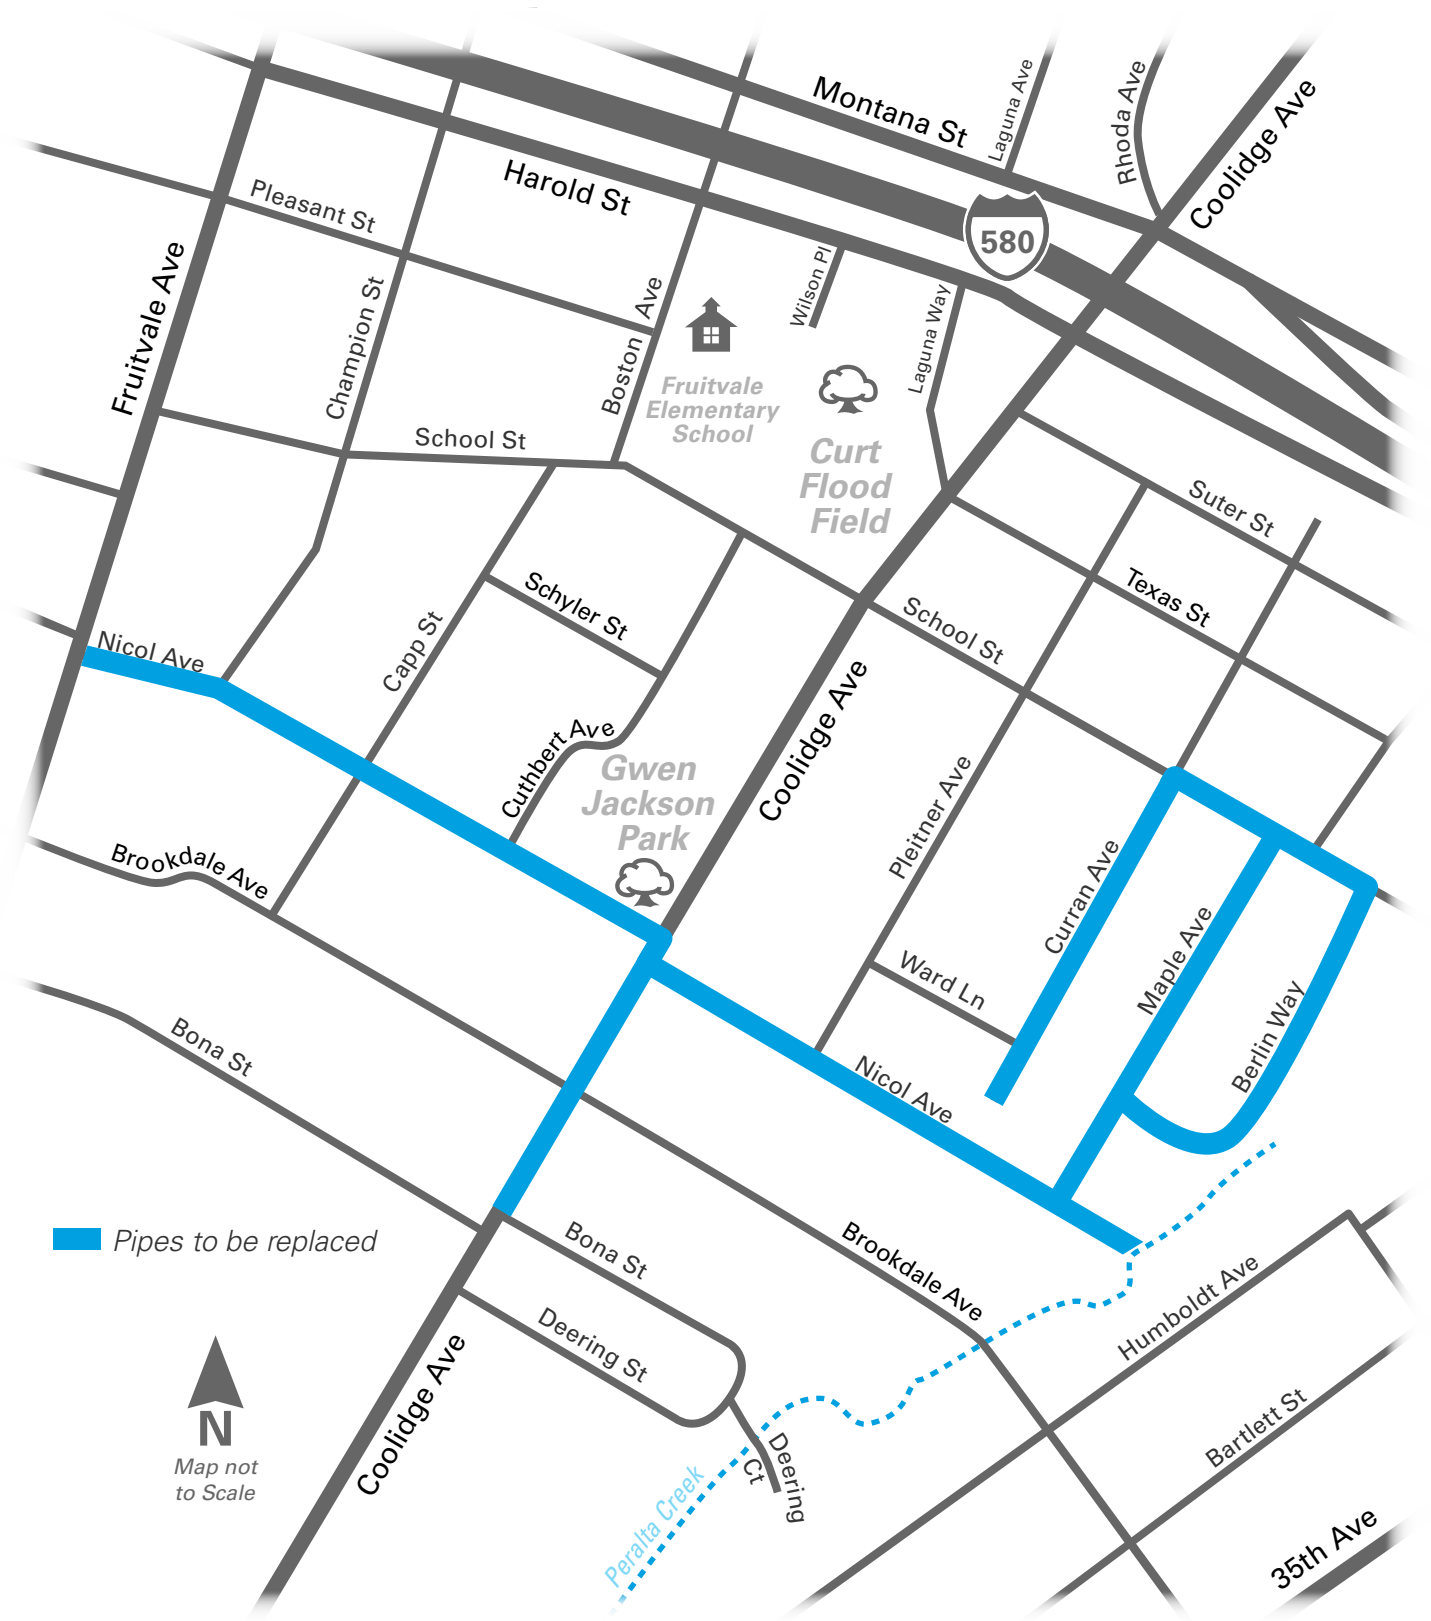 Montana St
Laguna Ave
Rhoda Ave
Coolidge Ave
Harold St
580
Pleasant St
Fruitvale Ave
Champion St
Boston Ave
Wilson Pl
Laguna Way
Fruitvale
Elementary
School
Curt
Flood
Field
School St
Suter St
Texas St
Schyler St
School St
Nicol Ave
Capp St
Cuthbert Ave
Coolidge Ave
Gwen
Jackson
Park
Pleitner Ave
Curran Ave
Maple Ave
Berlin Way
Brookdale Ave
Ward Ln
Nicol Ave
Bona St
Pipes to be replaced
Bona St
Brookdale Ave
Humboldt Ave
Deering St
Coolidge Ave
N
Map not
to Scale
Deering
Ct
Peralta Creek
Bartlett St
35th Ave